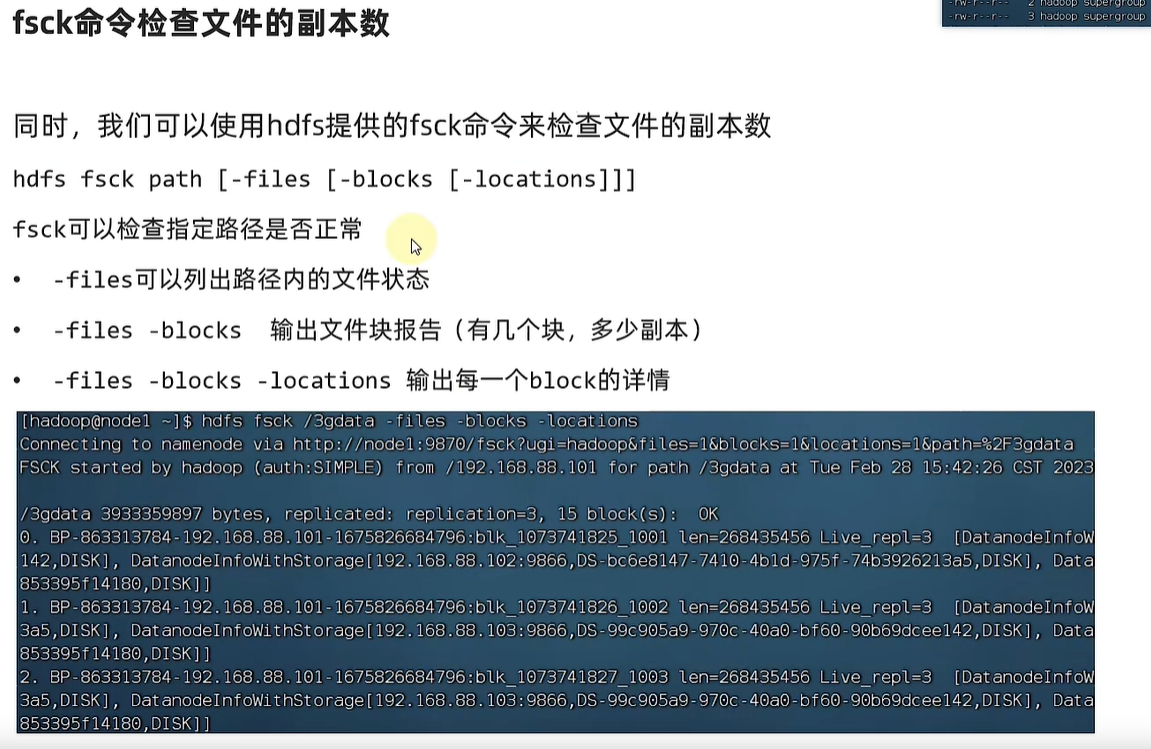 fsck命令检查文件的副本数
-rw-r--r-- 2 hadoop supergroup
-rw-r--r-- 3 hadoop supergroup
同时，我们可以使用hdfs提供的fsck命令来检查文件的副本数
hdfs fsck path [-files [-blocks [-locations]]]
fsck可以检查指定路径是否正常
• -files可以列出路径内的文件状态
• -files -blocks 输出文件块报告（有几个块，多少副本）
• -files -blocks -locations 输出每一个block的详情
[hadoop@node1 ~]$ hdfs fsck /3gdata -files -blocks -locations
Connecting to namenode via http://node1:9870/fsck?ugi=hadoop&files=1&blocks=1&locations=1&path=%2F3gdata
FSCK started by hadoop (auth:SIMPLE) from /192.168.88.101 for path /3gdata at Tue Feb 28 15:42:26 CST 2023
/3gdata 3933359897 bytes, replicated: replication=3, 15 block(s):  OK
0. BP-863313784-192.168.88.101-1675826684796:blk_1073741825_1001 len=268435456 Live_repl=3  [DatanodeInfoW
142,DISK], DatanodeInfoWithStorage[192.168.88.102:9866,DS-bc6e8147-7410-4b1d-975f-74b3926213a5,DISK], Data
853395f14180,DISK]]
1. BP-863313784-192.168.88.101-1675826684796:blk_1073741826_1002 len=268435456 Live_repl=3  [DatanodeInfoW
3a5,DISK], DatanodeInfoWithStorage[192.168.88.103:9866,DS-99c905a9-970c-40a0-bf60-90b69dcee142,DISK], Data
853395f14180,DISK]]
2. BP-863313784-192.168.88.101-1675826684796:blk_1073741827_1003 len=268435456 Live_repl=3  [DatanodeInfoW
3a5,DISK], DatanodeInfoWithStorage[192.168.88.103:9866,DS-99c905a9-970c-40a0-bf60-90b69dcee142,DISK], Data
853395f14180,DISK]]